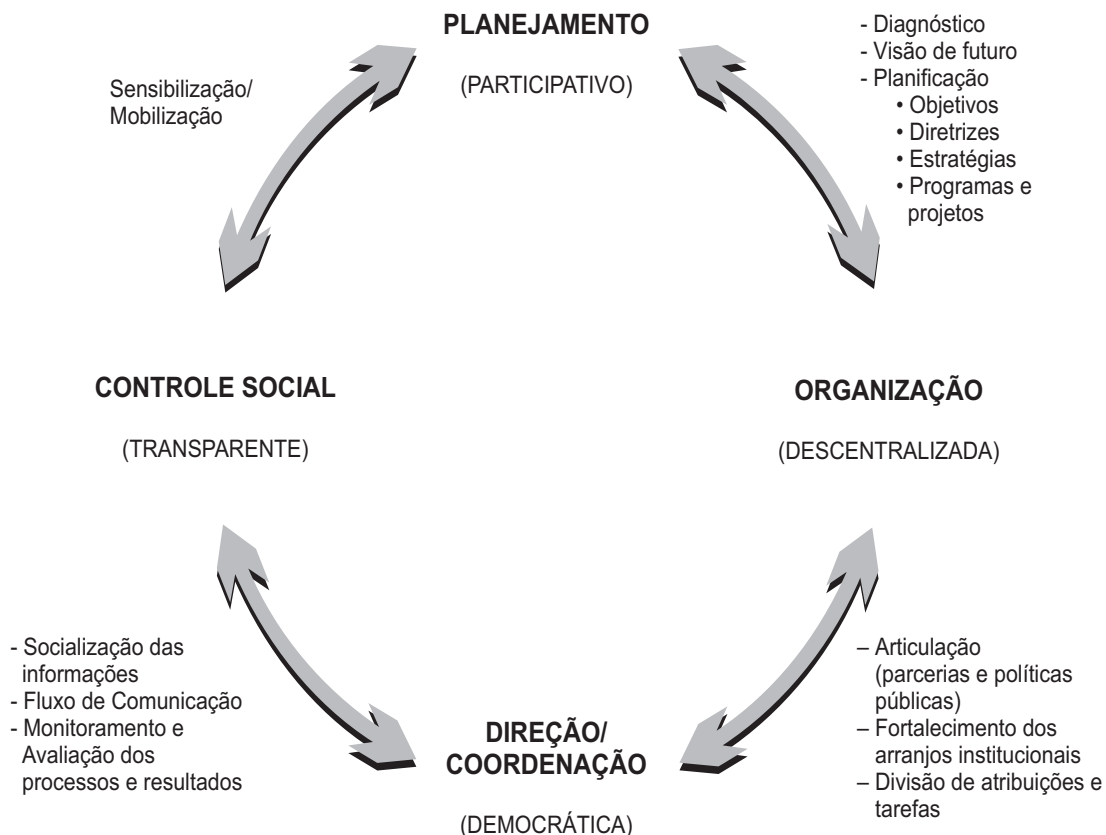 PLANEJAMENTO
(PARTICIPATIVO)
- Diagnóstico
- Visão de futuro
- Planificação
• Objetivos
• Diretrizes
• Estratégias
• Programas e
projetos
Sensibilização/
Mobilização
CONTROLE SOCIAL
(TRANSPARENTE)
ORGANIZAÇÃO
(DESCENTRALIZADA)
- Socialização das
informações
- Fluxo de Comunicação
- Monitoramento e
Avaliação dos
processos e resultados
DIREÇÃO/
COORDENAÇÃO
(DEMOCRÁTICA)
– Articulação
(parcerias e políticas
públicas)
– Fortalecimento dos
arranjos institucionais
– Divisão de atribuições e
tarefas